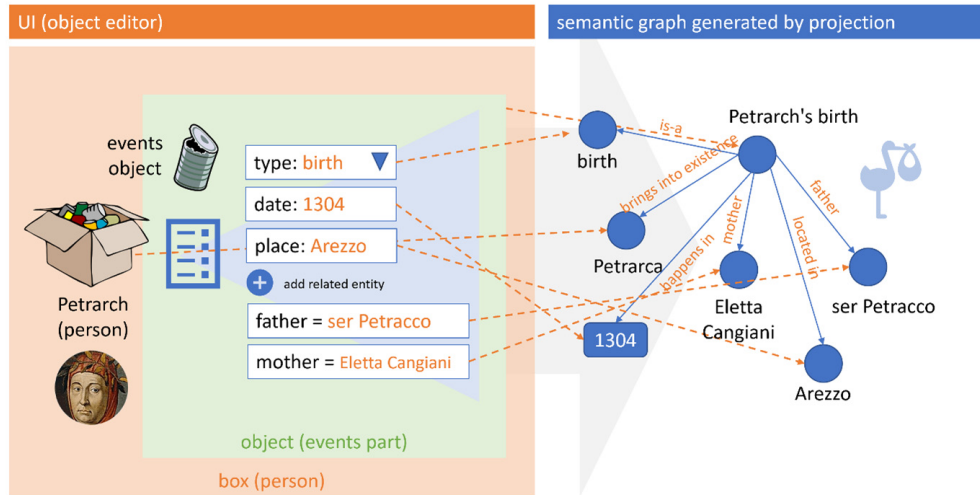 UI (object editor)
semantic graph generated by projection
events
object
type: birth
date: 1304
place: Arezzo
add related entity
father = ser Petracco
mother = Eletta Cangiani
Petrarch
(person)
object (events part)
box (person)
Petrarch's birth
is-a
birth
brings into existence
father
mother
located in
happens in
Petrarca
Eletta
Cangiani
ser Petracco
1304
Arezzo